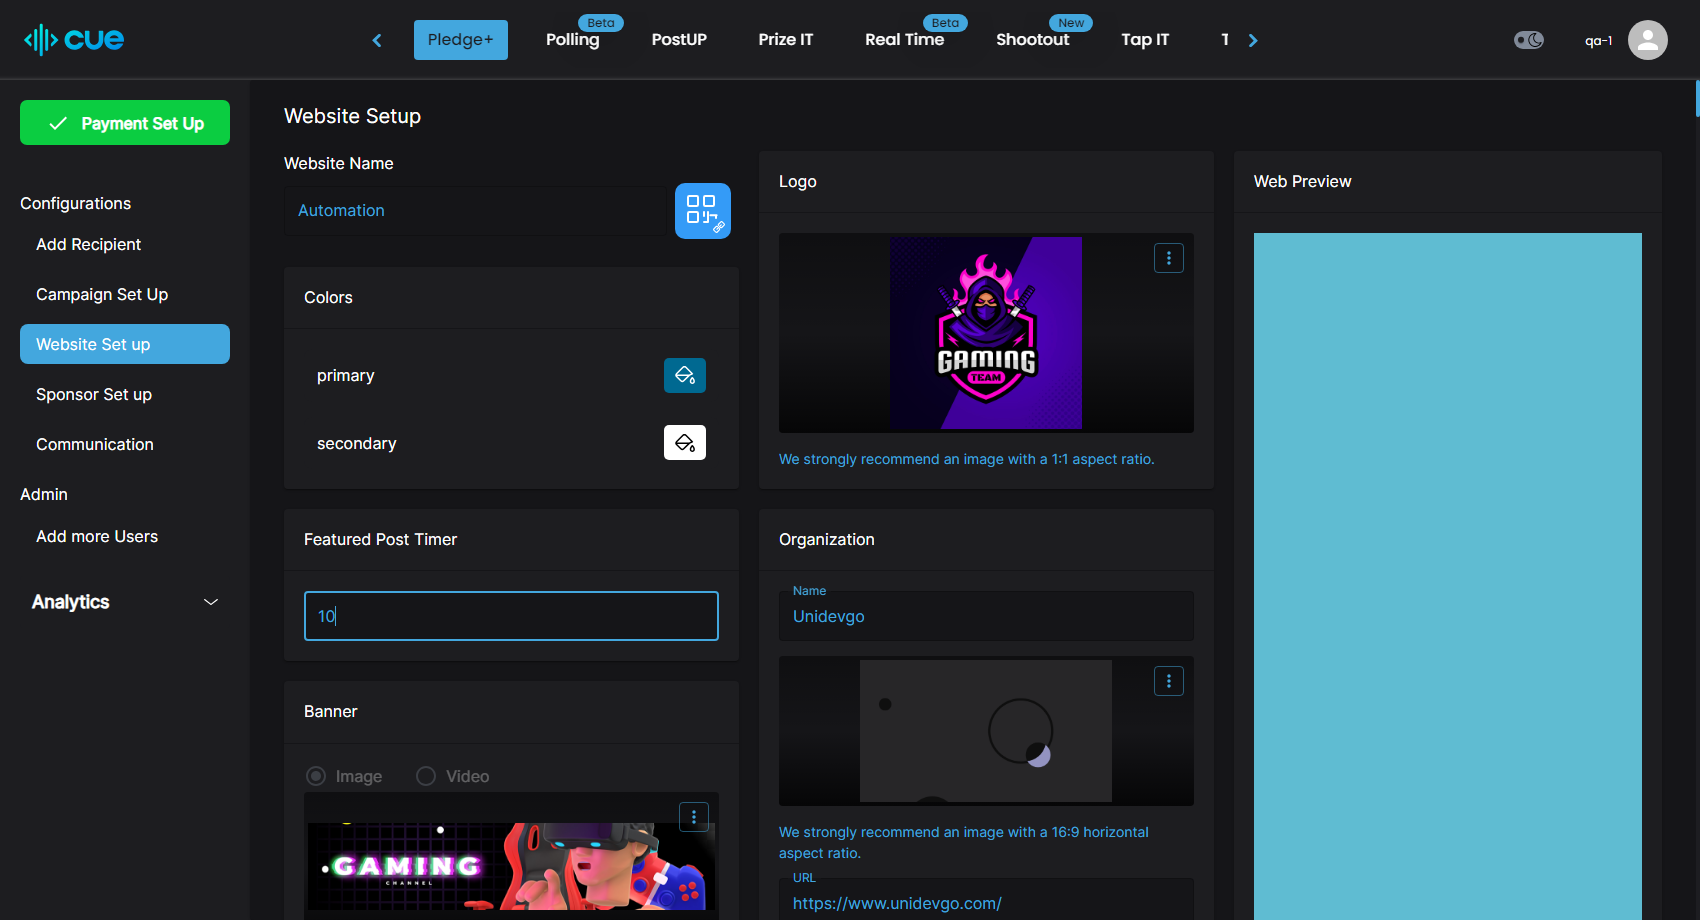 cue
Pledge+
Beta
Polling
PostUP
Prize IT
Beta
Real Time
New
Shootout
Tap IT
T
qa-1
Payment Set Up
Configurations
Add Recipient
Campaign Set Up
Website Set up
Sponsor Set up
Communication
Admin
Add more Users
Analytics
Website Setup
Website Name
Automation
Colors
primary
secondary
Featured Post Timer
10
Banner
Image
Video
GAMING
CHANNEL
Logo
GAMING
TEAM
We strongly recommend an image with a 1:1 aspect ratio.
Organization
Name
Unidevgo
We strongly recommend an image with a 16:9 horizontal
aspect ratio.
URL
https://www.unidevgo.com/
Web Preview